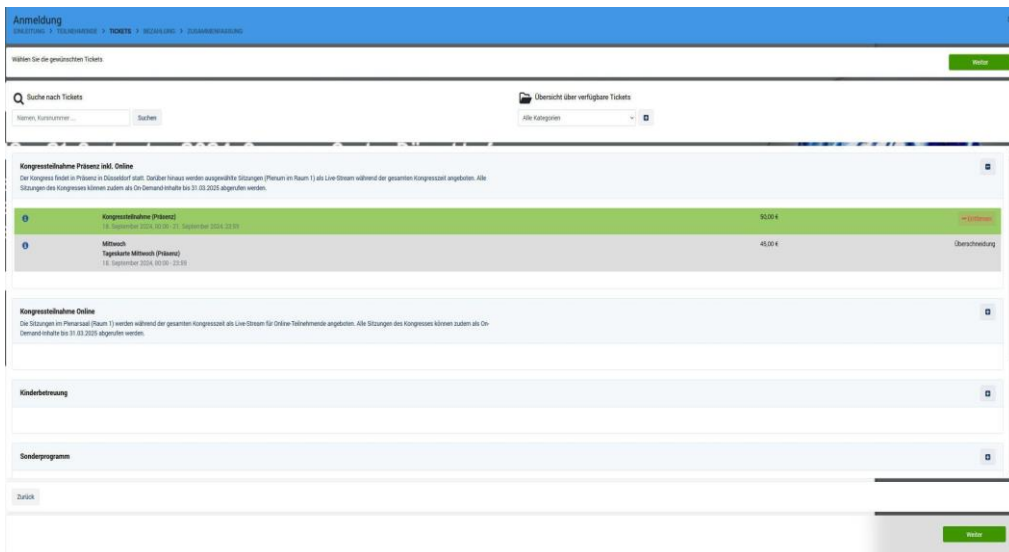 Anmeldung
EINLEITUNG > TEILNEHMENDE > TICKETS > BEZAHLUNG > ZUSAMMENFASSUNG
Wählen Sie die gewünschten Tickets
Weiter
Suche nach Tickets
Übersicht über verfügbare Tickets
Namen, Kursnummer ...
Suchen
Alle Kategorien
Kongressteilnahme Präsenz inkl. Online
Der Kongress findet in Präsenz in Düsseldorf statt. Darüber hinaus werden ausgewählte Sitzungen (Plenum im Raum 1) als Live-Stream während der gesamten Kongresszeit angeboten. Alle
Sitzungen des Kongresses können zudem als On-Demand-Inhalte bis 31.03.2025 abgerufen werden.
Kongressteilnahme (Präsenz)
50,00 €
Entfernen
18. September 2024, 00:00 - 21. September 2024, 23:59
Mittwoch
45,00 €
Überschneidung
Tageskarte Mittwoch (Präsenz)
18. September 2024, 00:00 - 23:59
Kongressteilnahme Online
Die Sitzungen im Plenarsaal (Raum 1) werden während der gesamten Kongresszeit als Live-Stream für Online-Teilnehmende angeboten. Alle Sitzungen des Kongresses können zudem als On-
Demand-Inhalte bis 31.03.2025 abgerufen werden.
Kinderbetreuung
Sonderprogramm
Zurück
Weiter